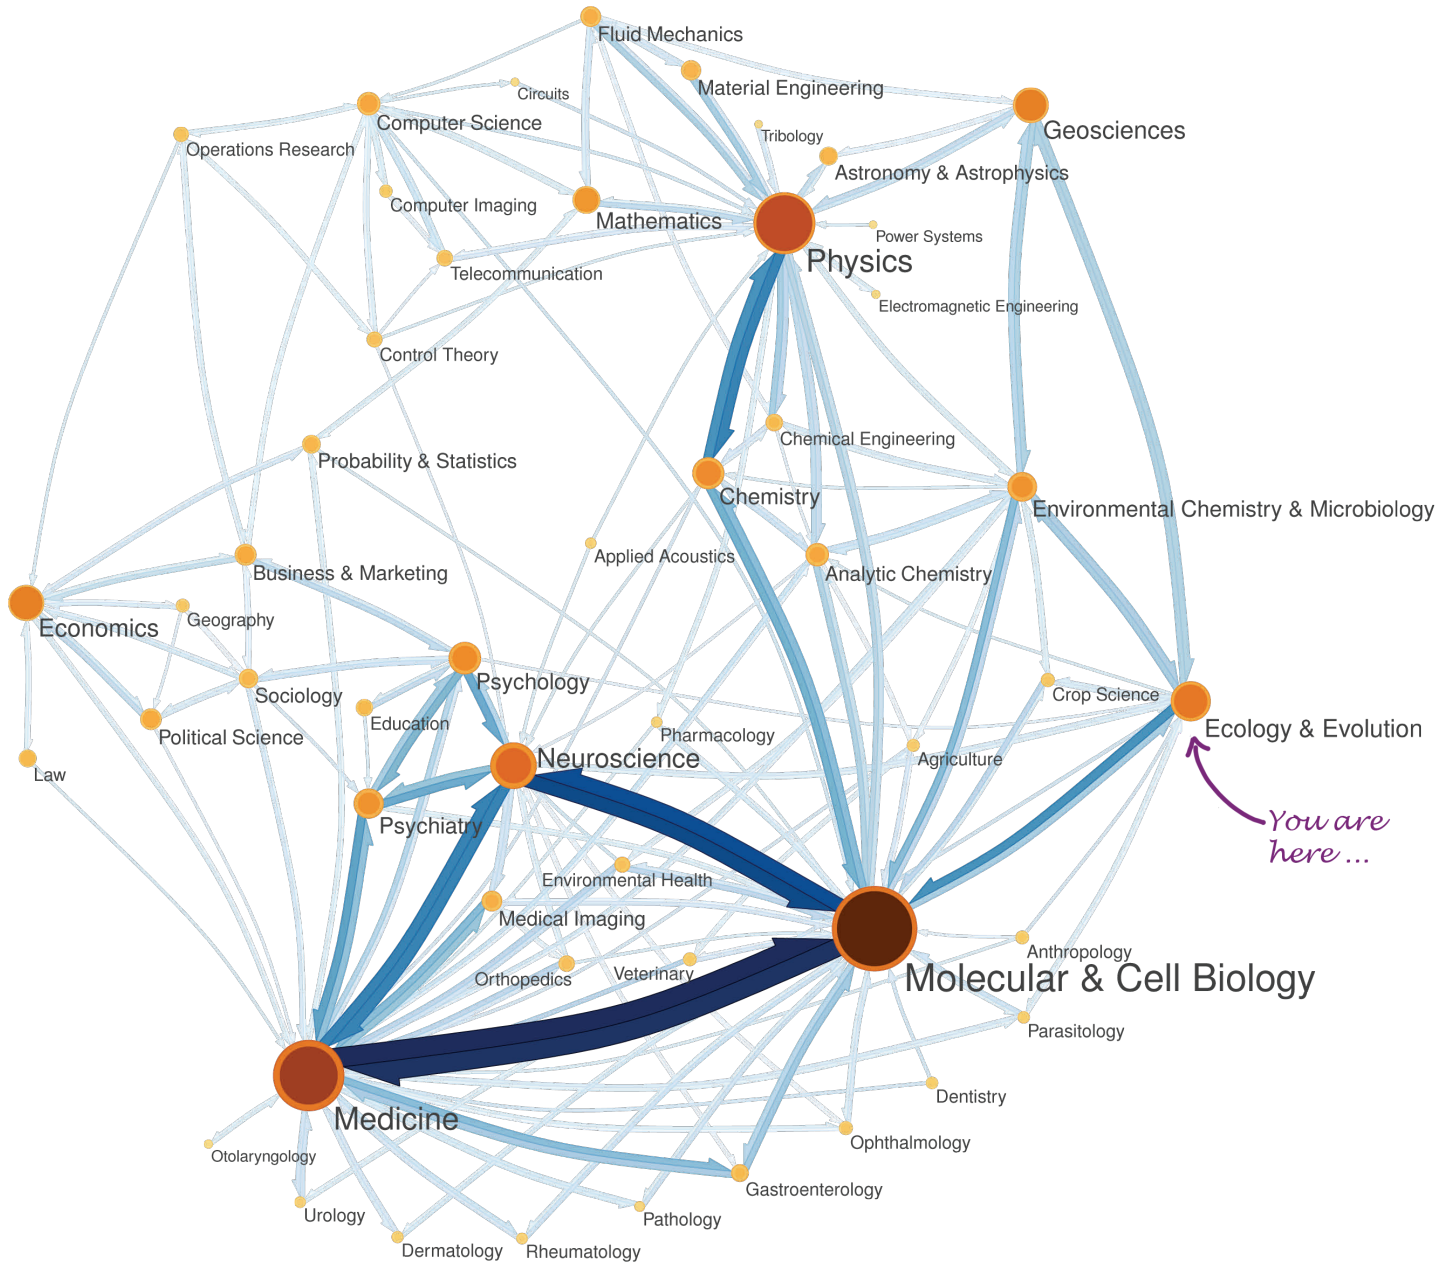 Fluid Mechanics
Material Engineering
Circuits
Computer Science
Geosciences
Operations Research
Tribology
Astronomy & Astrophysics
Computer Imaging
Mathematics
Power Systems
Physics
Telecommunication
Electromagnetic Engineering
Control Theory
Chemical Engineering
Probability & Statistics
Chemistry
Environmental Chemistry & Microbiology
Applied Acoustics
Business & Marketing
Analytic Chemistry
Geography
Economics
Psychology
Sociology
Crop Science
Education
Political Science
Pharmacology
Ecology & Evolution
Neuroscience
Agriculture
Law
Psychiatry
You are
here ...
Environmental Health
Medical Imaging
Anthropology
Orthopedics
Veterinary
Molecular & Cell Biology
Parasitology
Dentistry
Medicine
Ophthalmology
Otolaryngology
Gastroenterology
Urology
Pathology
Dermatology
Rheumatology